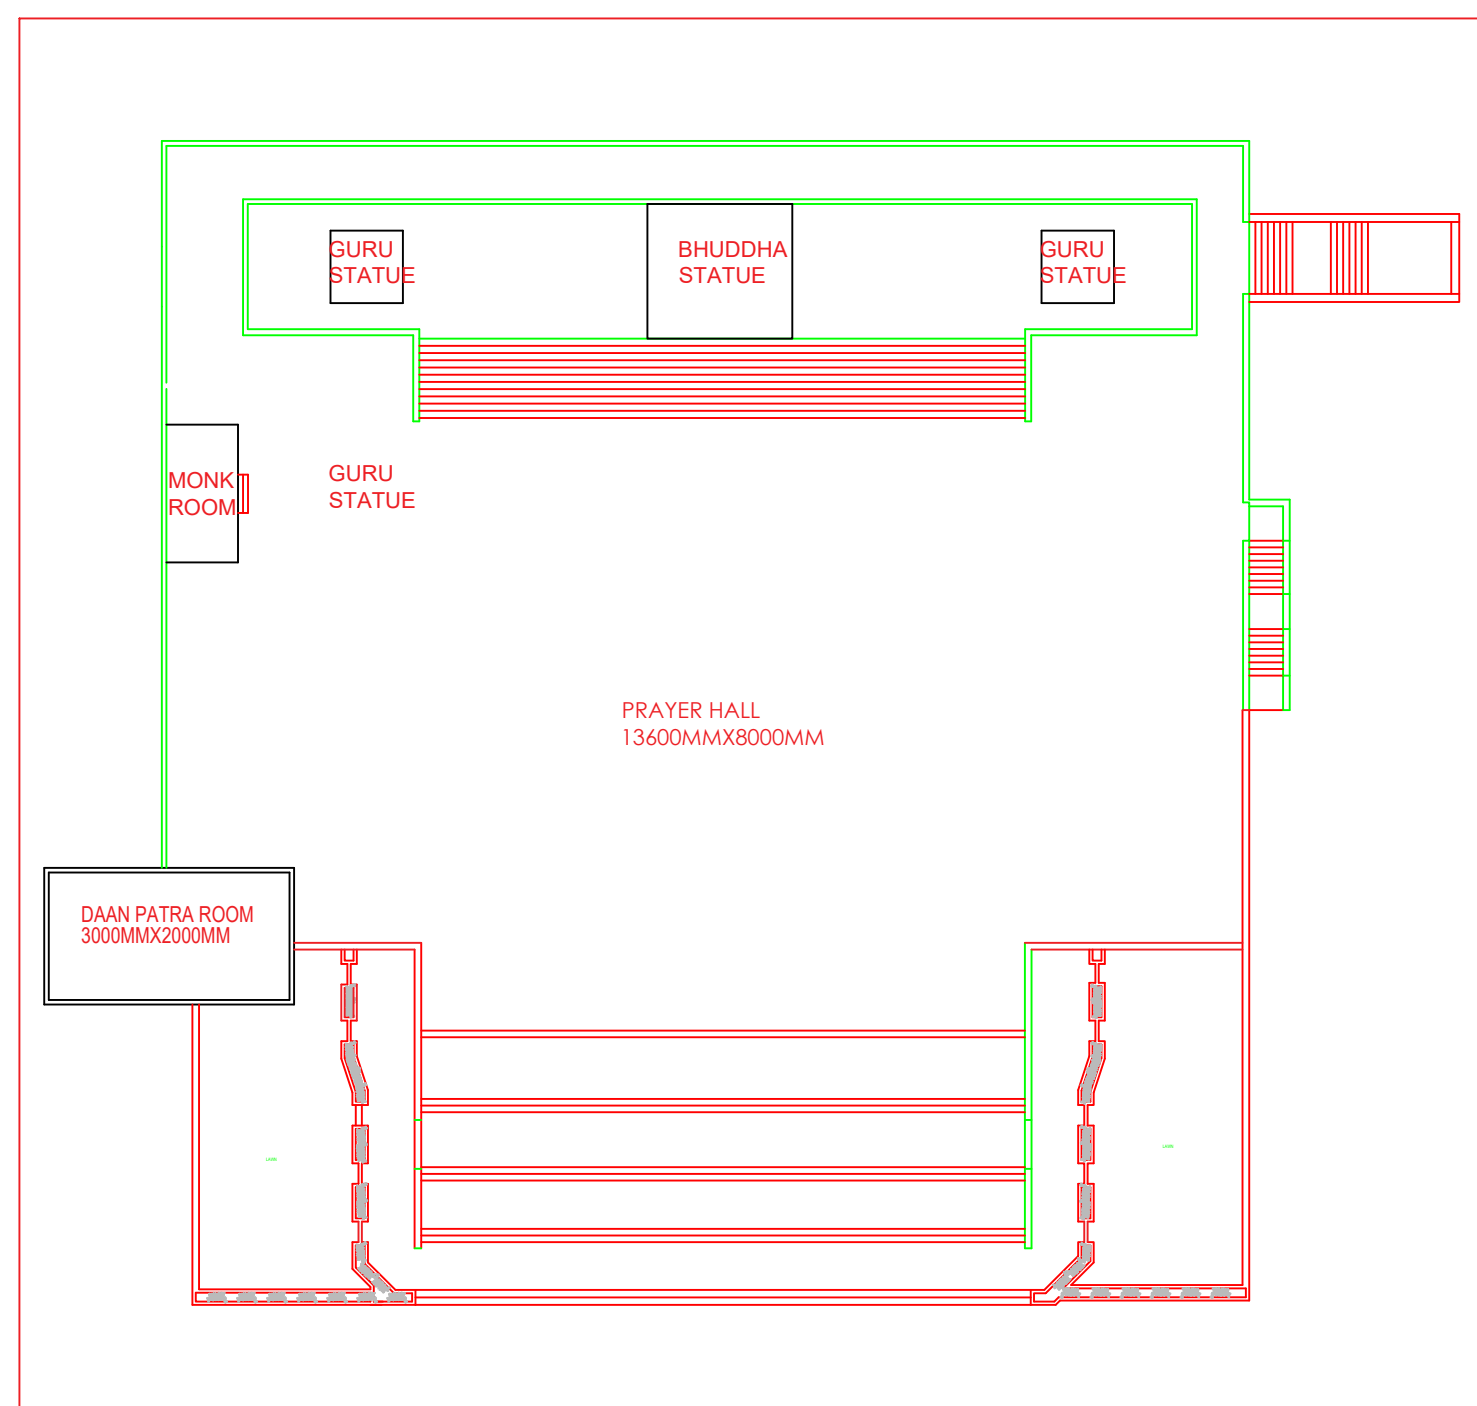 GURU
STATUE
BHUDDHA
STATUE
GURU
STATUE
MONK
ROOM
GURU
STATUE
PRAYER HALL
13600MMX8000MM
DAAN PATRA ROOM
3000MMX2000MM